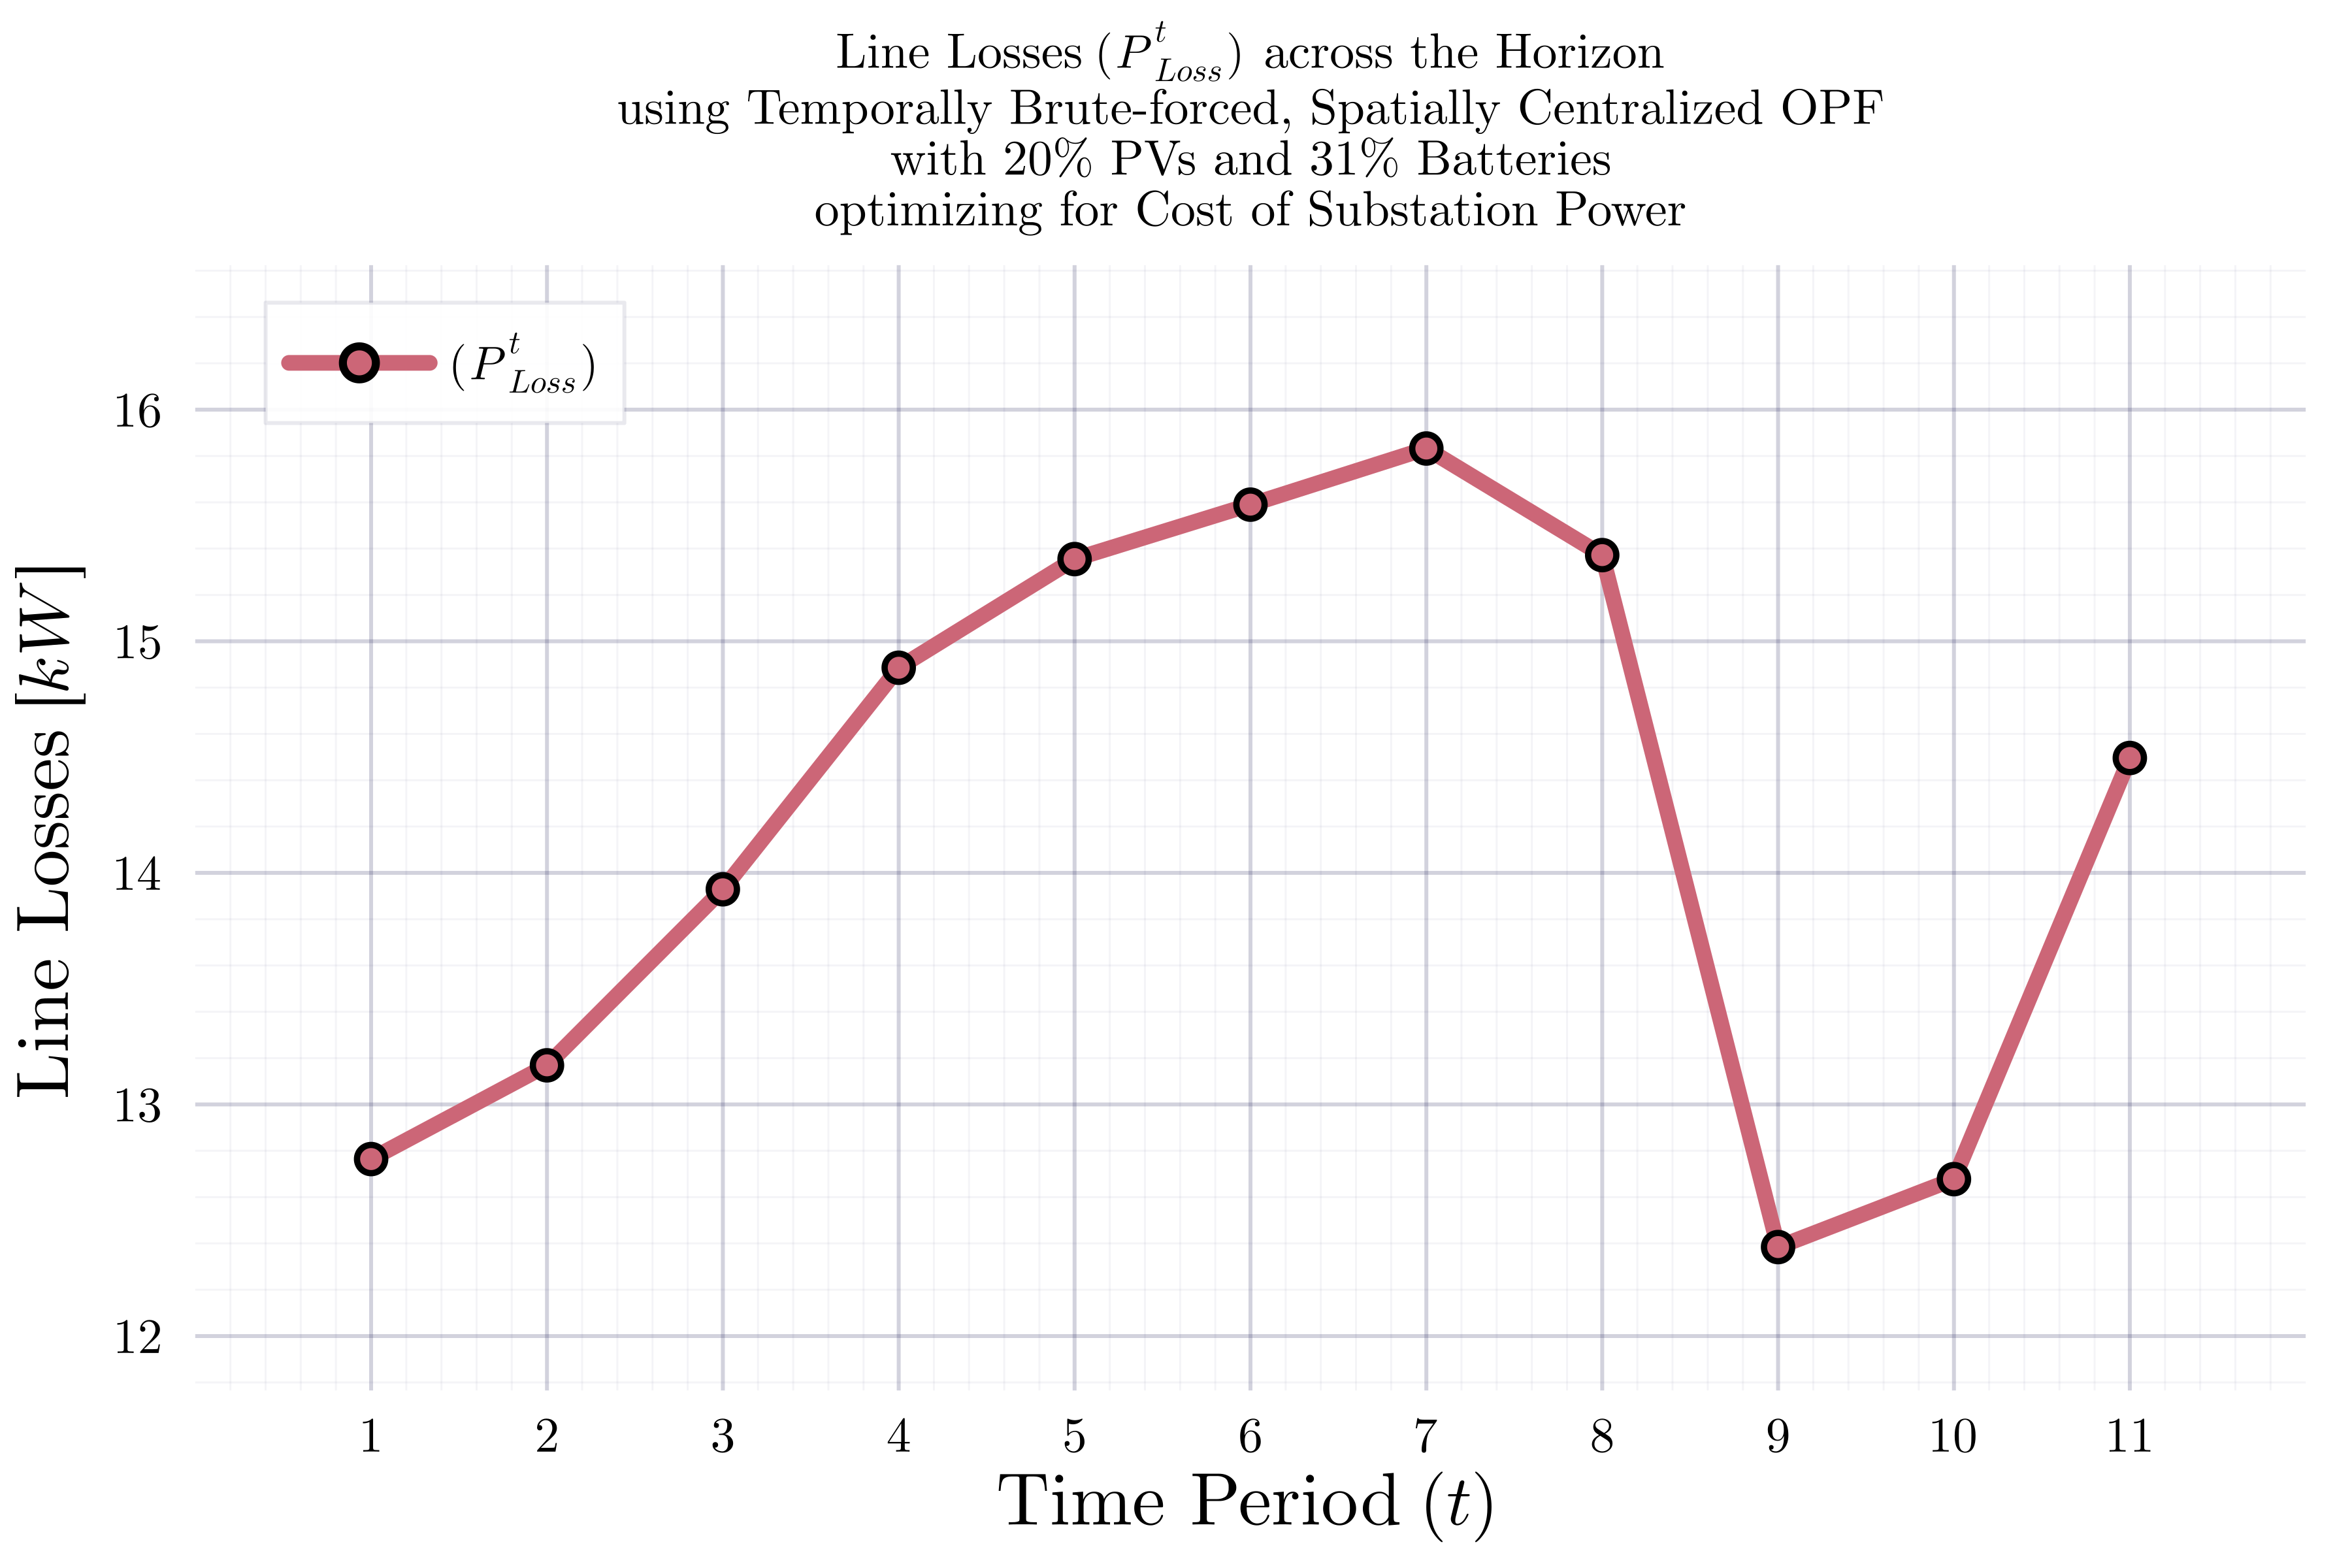 Line Losses (P^t_Loss) across the Horizon
using Temporally Brute-forced, Spatially Centralized OPF
with 20% PVs and 31% Batteries
optimizing for Cost of Substation Power
(P^t_Loss)
Line Losses [kW]
16
15
14
13
12
1 2 3 4 5 6 7 8 9 10 11
Time Period (t)